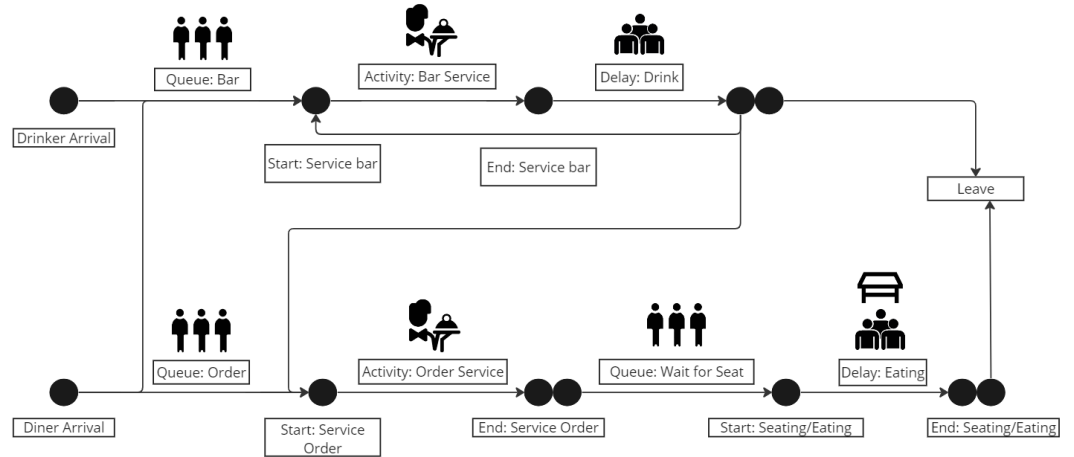 Queue: Bar
Activity: Bar Service
Delay: Drink
Drinker Arrival
Start: Service bar
End: Service bar
Leave
Queue: Order
Activity: Order Service
Queue: Wait for Seat
Delay: Eating
Diner Arrival
Start: Service
Order
End: Service Order
Start: Seating/Eating
End: Seating/Eating